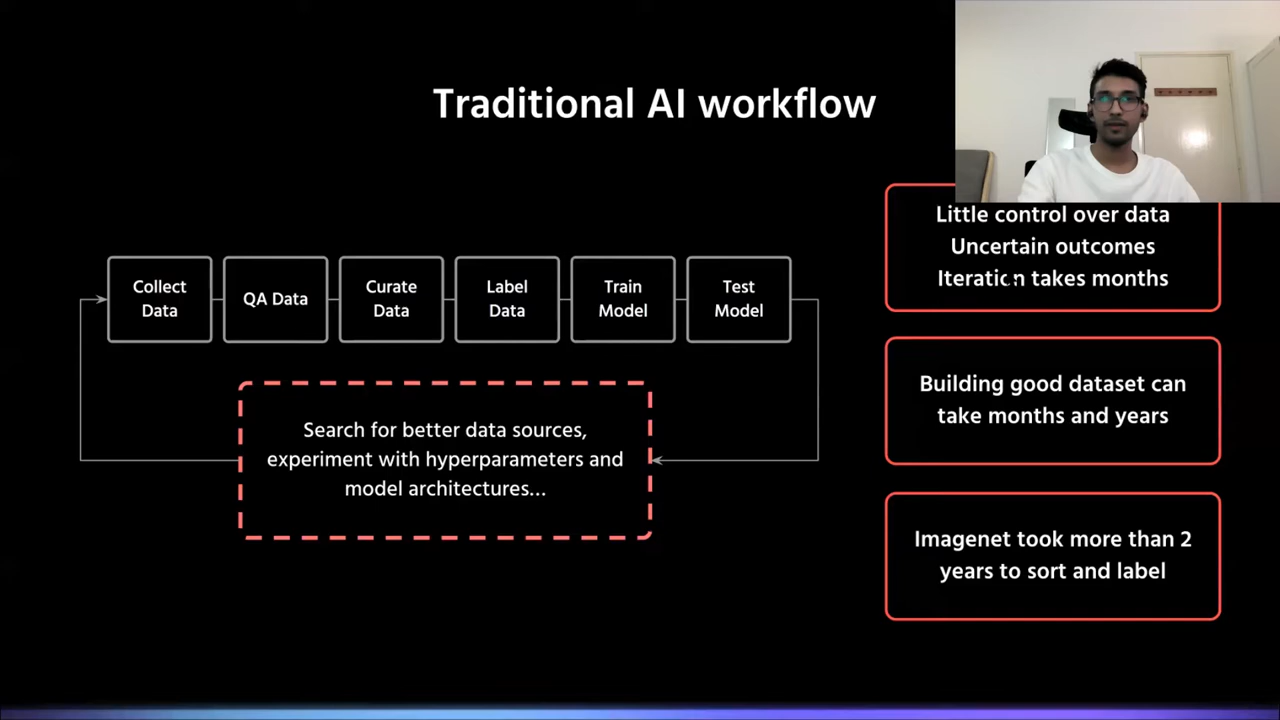 Traditional AI workflow
Collect
Data
QA Data
Curate
Data
Label
Data
Train
Model
Test
Model
Search for better data sources,
experiment with hyperparameters and
model architectures…
Little control over data
Uncertain outcomes
Iteration takes months
Building good dataset can
take months and years
Imagenet took more than 2
years to sort and label